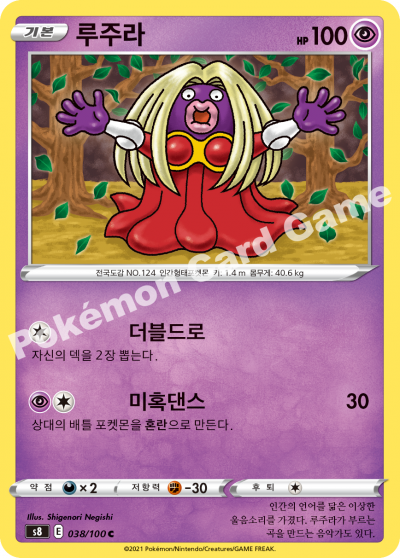 기본 루주라 HP 100
전국도감 NO.124 인간형태포켓몬 키: 1.4 m 몸무게: 40.6 kg
Pokémon Card Game
더블드로
자신의 덱을 2장 뽑는다.
미혹댄스 30
상대의 배틀 포켓몬을 혼란으로 만든다.
약점 ×2 저항력 -30 후퇴
인간의 언어를 닮은 이상한
울음소리를 가졌다. 루주라가 부르는
곡을 만드는 음악가도 있다.
Illus. Shigenori Negishi
s8 E 038/100 C
©2021 Pokémon/Nintendo/Creatures/GAME FREAK.